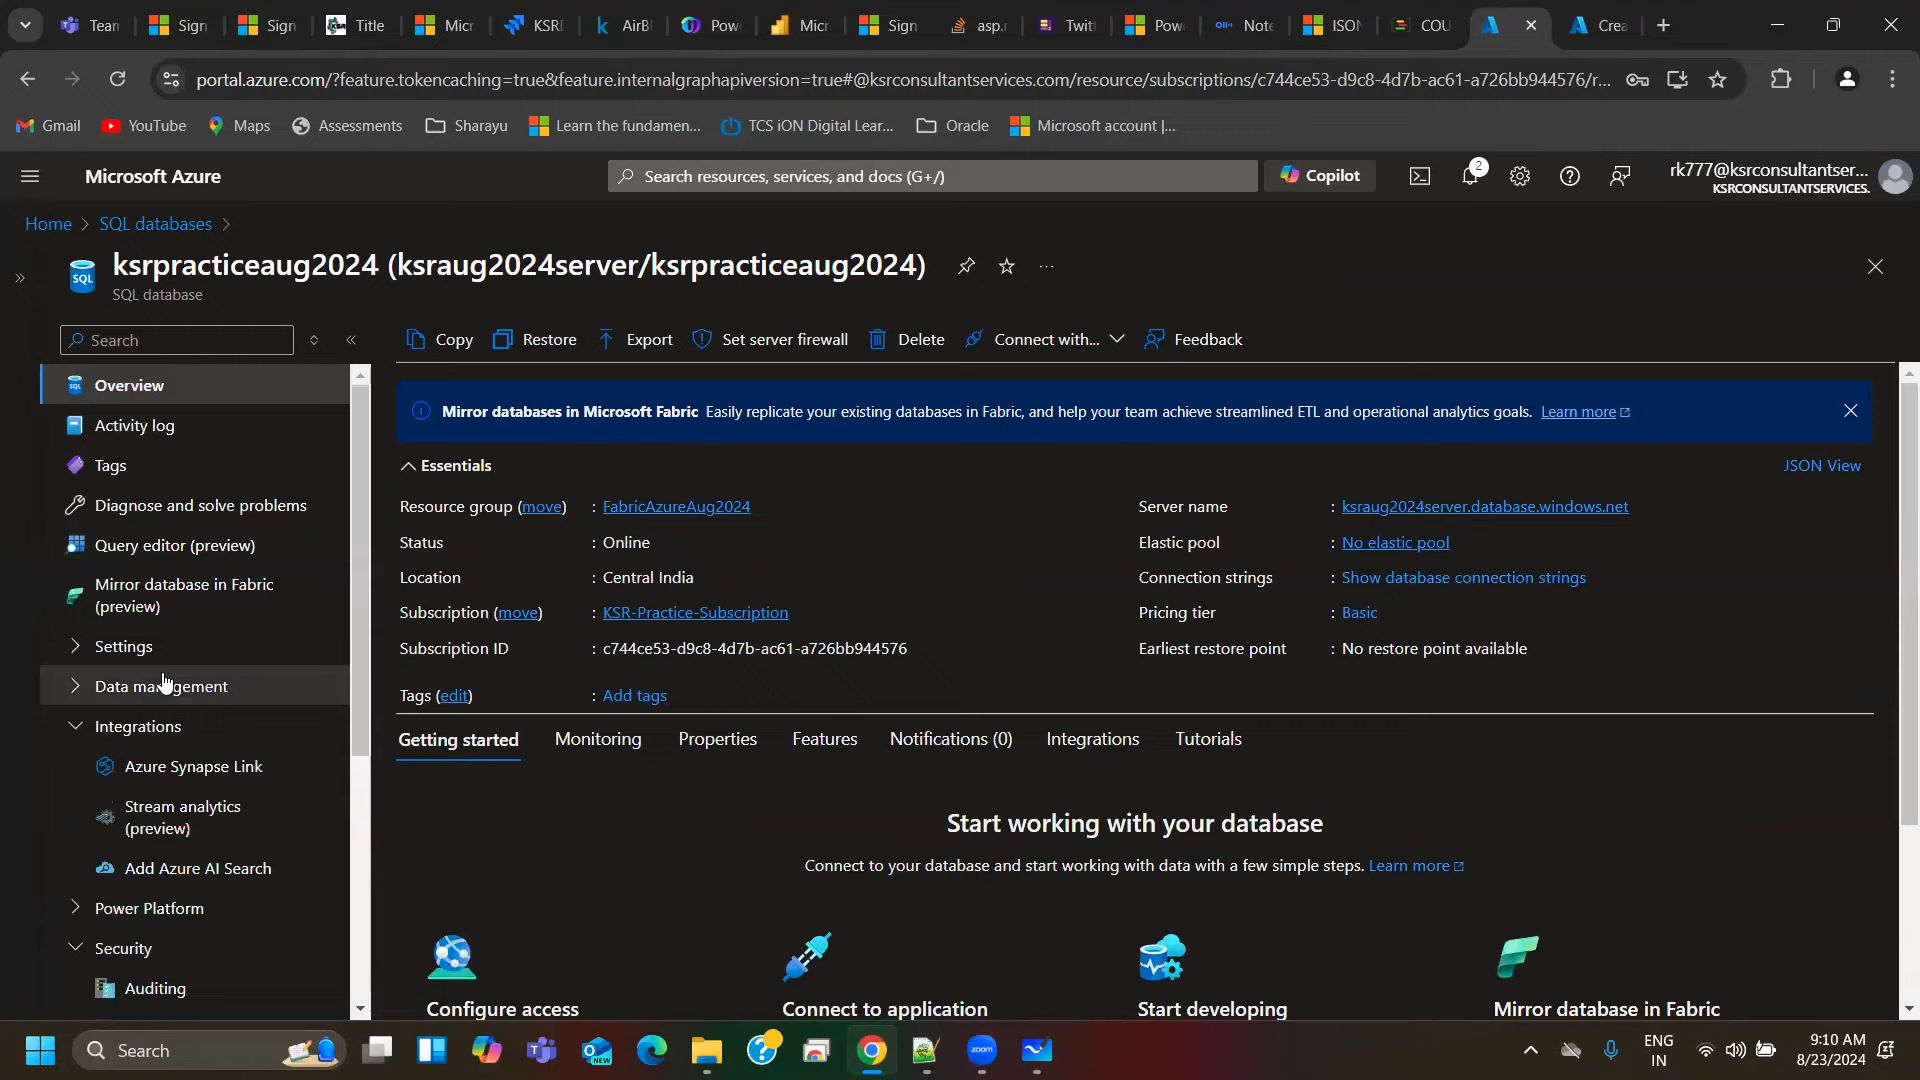 Team
Sign
Sign
Title
Micr
KSRI
AirBl
Pow
Micr
Sign
asp.r
Twitt
Pow
Note
ISON
COU
Crea
portal.azure.com/?feature.tokencaching=true&feature.internalgraphapiversion=true#@ksrconsultantservices.com/resource/subscriptions/c744ce53-d9c8-4d7b-ac61-a726bb944576/r...
Gmail
YouTube
Maps
Assessments
Sharayu
Learn the fundamen...
TCS iON Digital Lear...
Oracle
Microsoft account |...
Microsoft Azure
Search resources, services, and docs (G+/)
Copilot
2
rk777@ksrconsultantser...
KSRCONSULTANTSERVICES.
Home > SQL databases >
SQL
ksrpracticeaug2024 (ksraug2024server/ksrpracticeaug2024)
SQL database
Search
Copy
Restore
Export
Set server firewall
Delete
Connect with...
Feedback
Overview
Activity log
Tags
Diagnose and solve problems
Query editor (preview)
Mirror database in Fabric
(preview)
Settings
Data management
Integrations
Azure Synapse Link
Stream analytics
(preview)
Add Azure AI Search
Power Platform
Security
Auditing
Mirror databases in Microsoft Fabric Easily replicate your existing databases in Fabric, and help your team achieve streamlined ETL and operational analytics goals. Learn more
Essentials
JSON View
Resource group (move) : FabricAzureAug2024
Status : Online
Location : Central India
Subscription (move) : KSR-Practice-Subscription
Subscription ID : c744ce53-d9c8-4d7b-ac61-a726bb944576
Server name : ksraug2024server.database.windows.net
Elastic pool : No elastic pool
Connection strings : Show database connection strings
Pricing tier : Basic
Earliest restore point : No restore point available
Tags (edit) : Add tags
Getting started
Monitoring
Properties
Features
Notifications (0)
Integrations
Tutorials
Start working with your database
Connect to your database and start working with data with a few simple steps. Learn more
Configure access
Connect to application
Start developing
Mirror database in Fabric
Search
NEW
zoom
ENG
IN
9:10 AM
8/23/2024